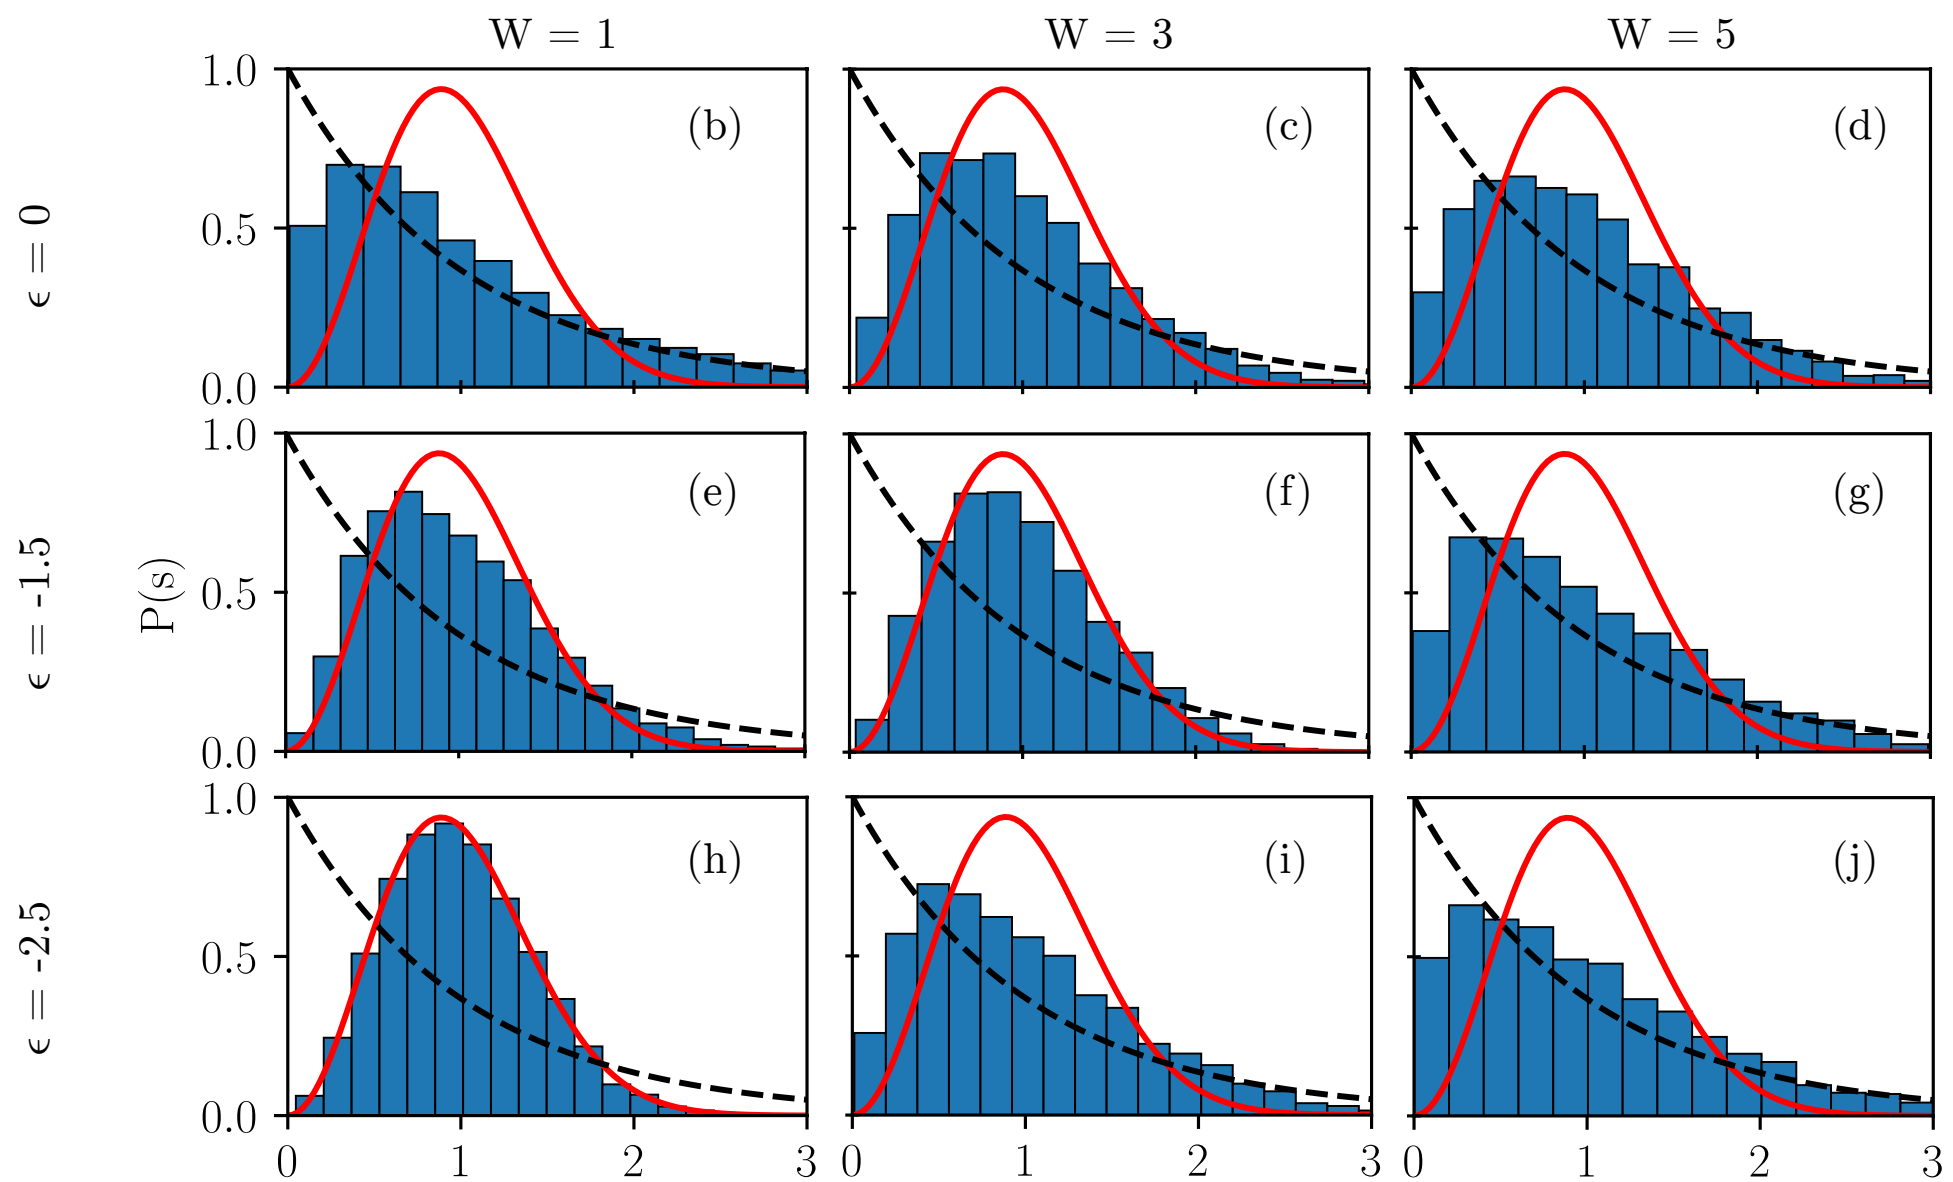 W = 1 W = 3 W = 5
ϵ = 0
1.0
0.5
0.0
(b) (c) (d)
ϵ = -1.5
P(s)
1.0
0.5
0.0
(e) (f) (g)
ϵ = -2.5
1.0
0.5
0.0
(h) (i) (j)
0 1 2 3 0 1 2 3 0 1 2 3